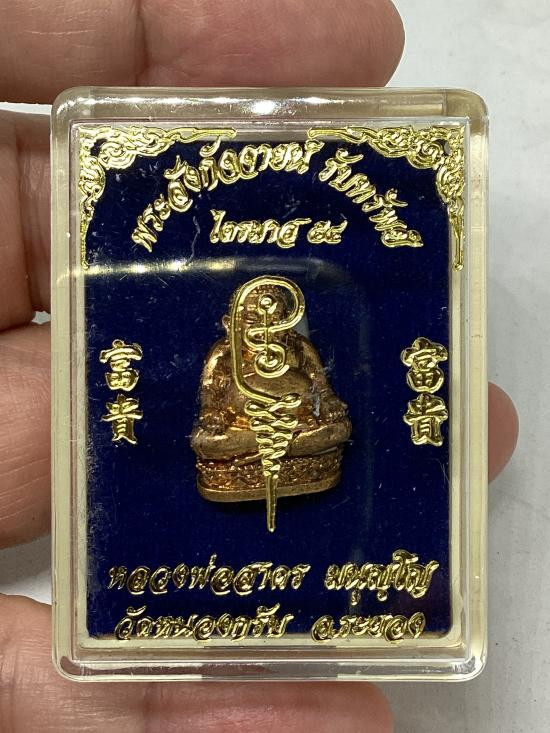 พระสังกัจจายน์ รับทรัพย์
ไตรมาส ๕๔
富貴
富貴
หลวงพ่อสาคร มนุญฺโญ
วัดหนองกรับ จ.ระยอง